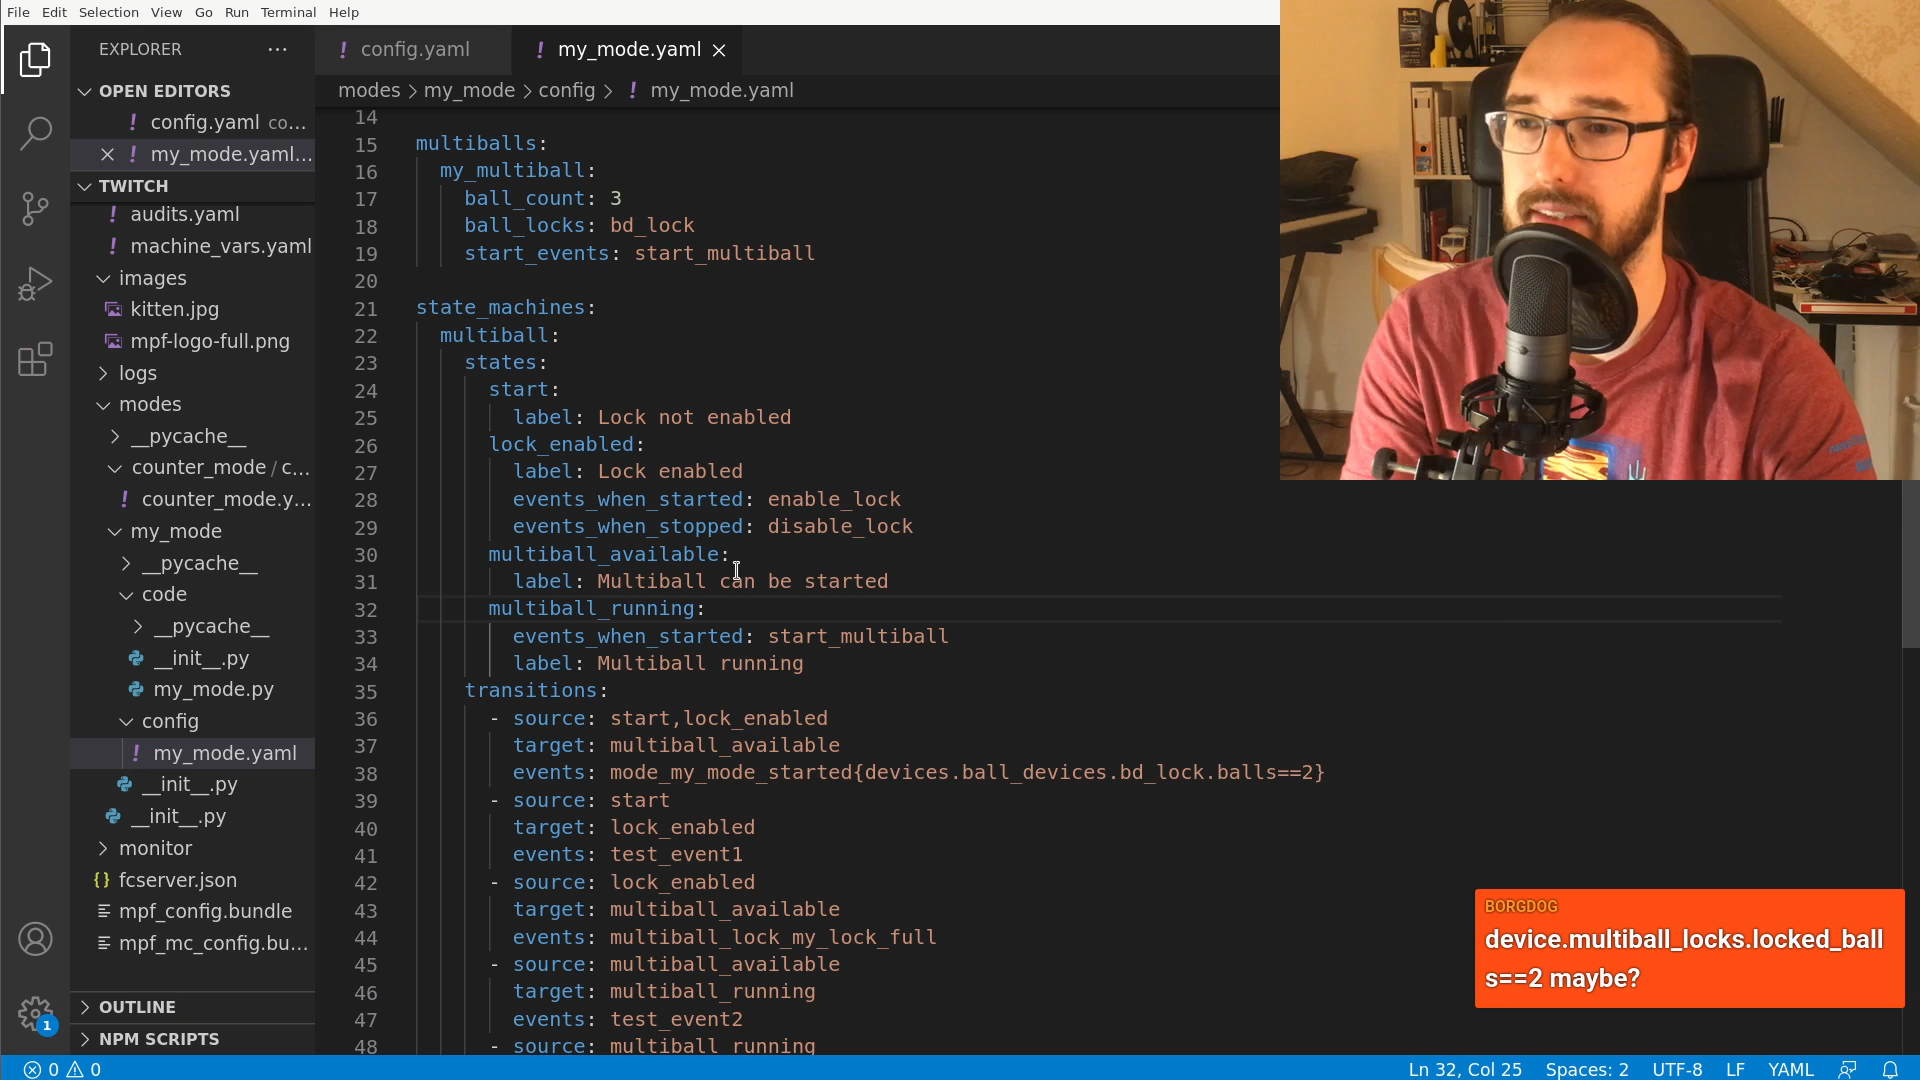 File Edit Selection View Go Run Terminal Help
EXPLORER ···
OPEN EDITORS
! config.yaml co...
! my_mode.yaml...
TWITCH
! audits.yaml
! machine_vars.yaml
images
kitten.jpg
mpf-logo-full.png
logs
modes
__pycache__
counter_mode / c...
! counter_mode.y...
my_mode
__pycache__
code
__pycache__
__init__.py
my_mode.py
config
! my_mode.yaml
__init__.py
__init__.py
monitor
{} fcserver.json
mpf_config.bundle
mpf_mc_config.bu...
OUTLINE
NPM SCRIPTS
1
! config.yaml ! my_mode.yaml
modes > my_mode > config > ! my_mode.yaml
14
15 multiballs:
16 my_multiball:
17 ball_count: 3
18 ball_locks: bd_lock
19 start_events: start_multiball
20
21 state_machines:
22 multiball:
23 states:
24 start:
25 label: Lock not enabled
26 lock_enabled:
27 label: Lock enabled
28 events_when_started: enable_lock
29 events_when_stopped: disable_lock
30 multiball_available:
31 label: Multiball can be started
32 multiball_running:
33 events_when_started: start_multiball
34 label: Multiball running
35 transitions:
36 - source: start,lock_enabled
37 target: multiball_available
38 events: mode_my_mode_started{devices.ball_devices.bd_lock.balls==2}
39 - source: start
40 target: lock_enabled
41 events: test_event1
42 - source: lock_enabled
43 target: multiball_available
44 events: multiball_lock_my_lock_full
45 - source: multiball_available
46 target: multiball_running
47 events: test_event2
48 - source: multiball_running
BORGDOG
device.multiball_locks.locked_ball
s==2 maybe?
0 0 Ln 32, Col 25 Spaces: 2 UTF-8 LF YAML